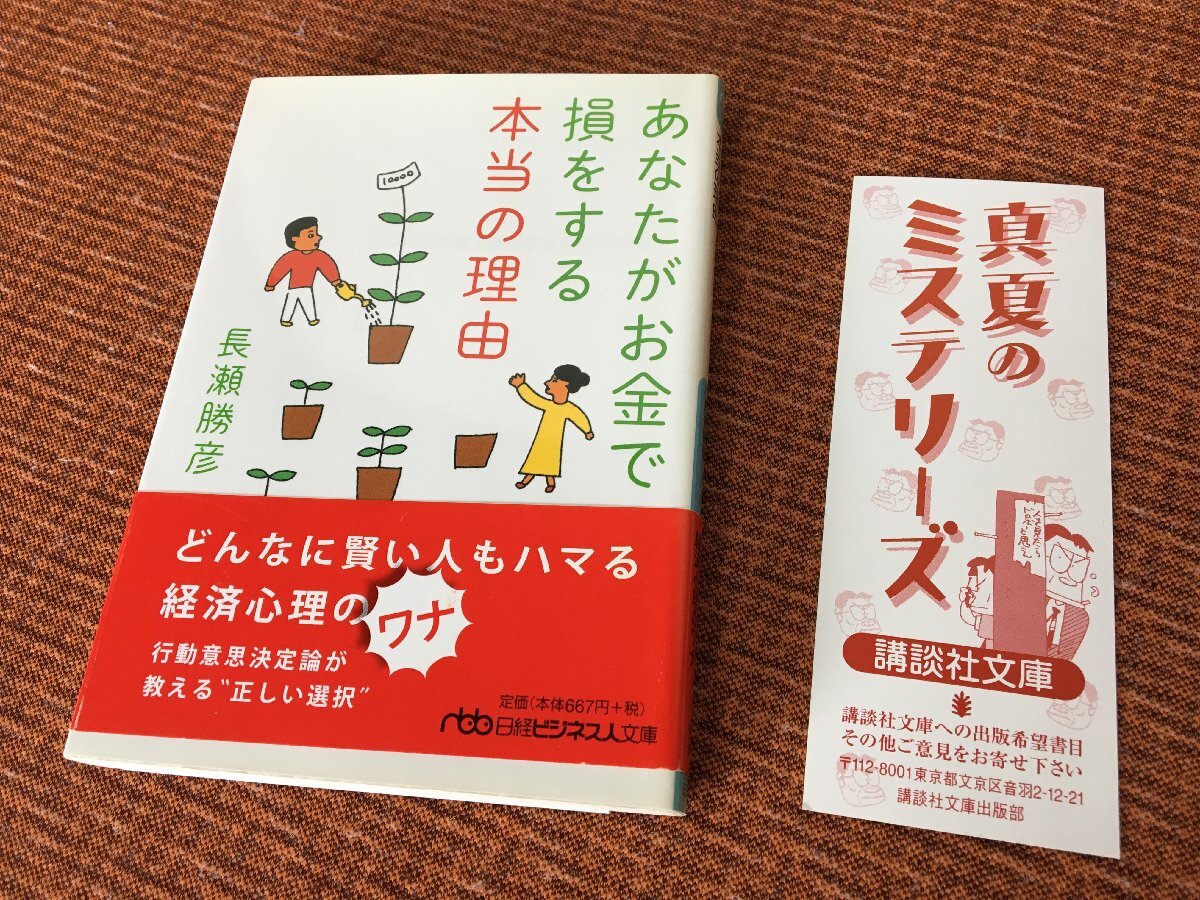 あなたがお金で
損をする
本当の理由
長瀬勝彦
10000
どんなに賢い人もハマる
経済心理のワナ
行動意思決定論が
教える“正しい選択”
定価(本体667円+税)
nbb日経ビジネス人文庫
真夏の
ミステリーズ
講談社文庫
講談社文庫への出版希望書目
その他ご意見をお寄せ下さい
〒112-8001東京都文京区音羽2-12-21
講談社文庫出版部